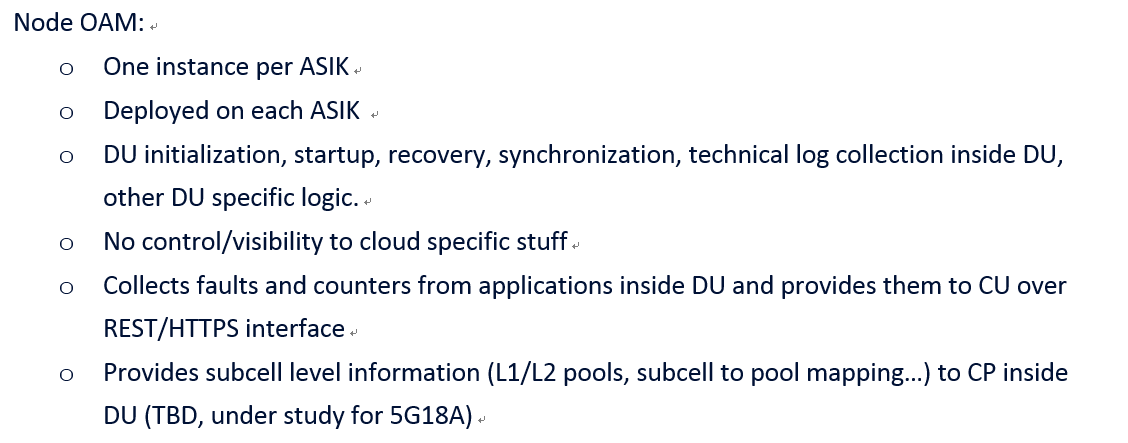 Node OAM:
o One instance per ASIK
o Deployed on each ASIK
o DU initialization, startup, recovery, synchronization, technical log collection inside DU,
other DU specific logic.
o No control/visibility to cloud specific stuff
o Collects faults and counters from applications inside DU and provides them to CU over
REST/HTTPS interface
o Provides subcell level information (L1/L2 pools, subcell to pool mapping...) to CP inside
DU (TBD, under study for 5G18A)